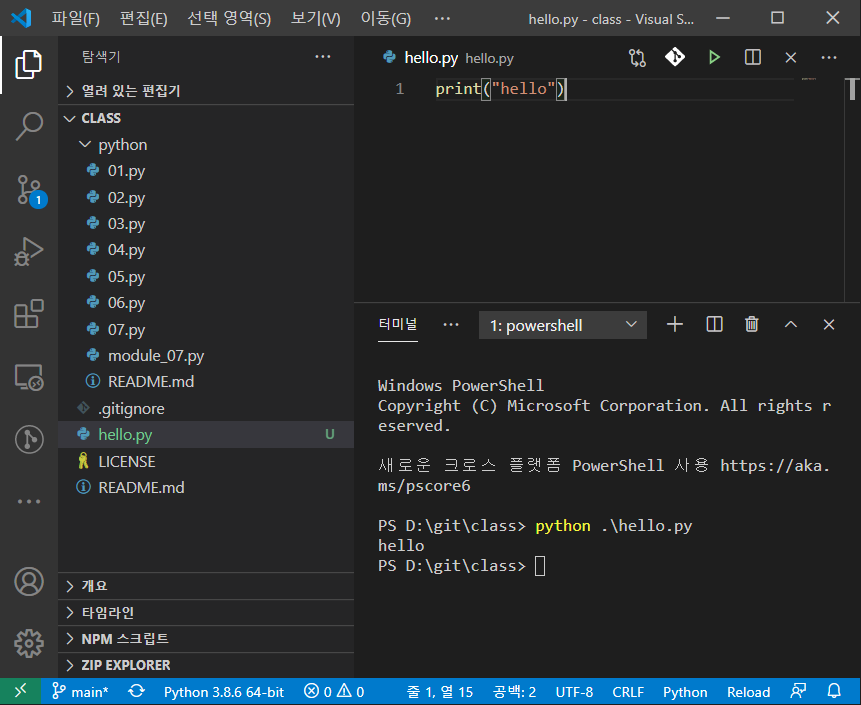 파일(F) 편집(E) 선택 영역(S) 보기(V) 이동(G) ··· hello.py - class - Visual S...
탐색기 ···
열려 있는 편집기
CLASS
python
01.py
02.py
03.py
04.py
05.py
06.py
07.py
module_07.py
README.md
.gitignore
hello.py U
LICENSE
README.md
개요
타임라인
NPM 스크립트
ZIP EXPLORER
1
hello.py hello.py
1 print("hello")
터미널 ··· 1: powershell
Windows PowerShell
Copyright (C) Microsoft Corporation. All rights r
eserved.
새로운 크로스 플랫폼 PowerShell 사용 https://aka.
ms/pscore6
PS D:\git\class> python .\hello.py
hello
PS D:\git\class>
main* Python 3.8.6 64-bit 0 0 줄 1, 열 15 공백: 2 UTF-8 CRLF Python Reload